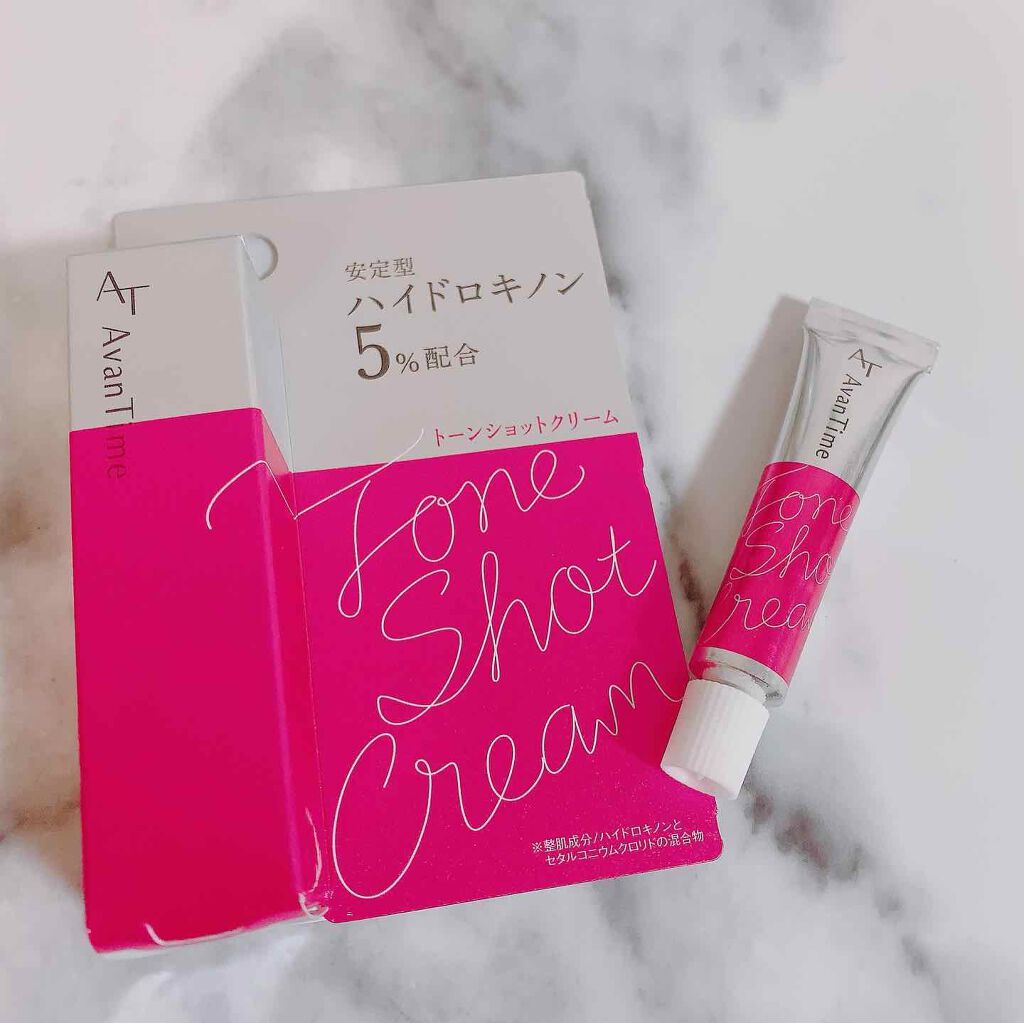 AT AvanTime
安定型
ハイドロキノン
5%配合
トーンショットクリーム
Tone
Shot
Cream
※整肌成分/ハイドロキノンと
セタルコニウムクロリドの混合物
AT AvanTime
Tone
Shot
Cream